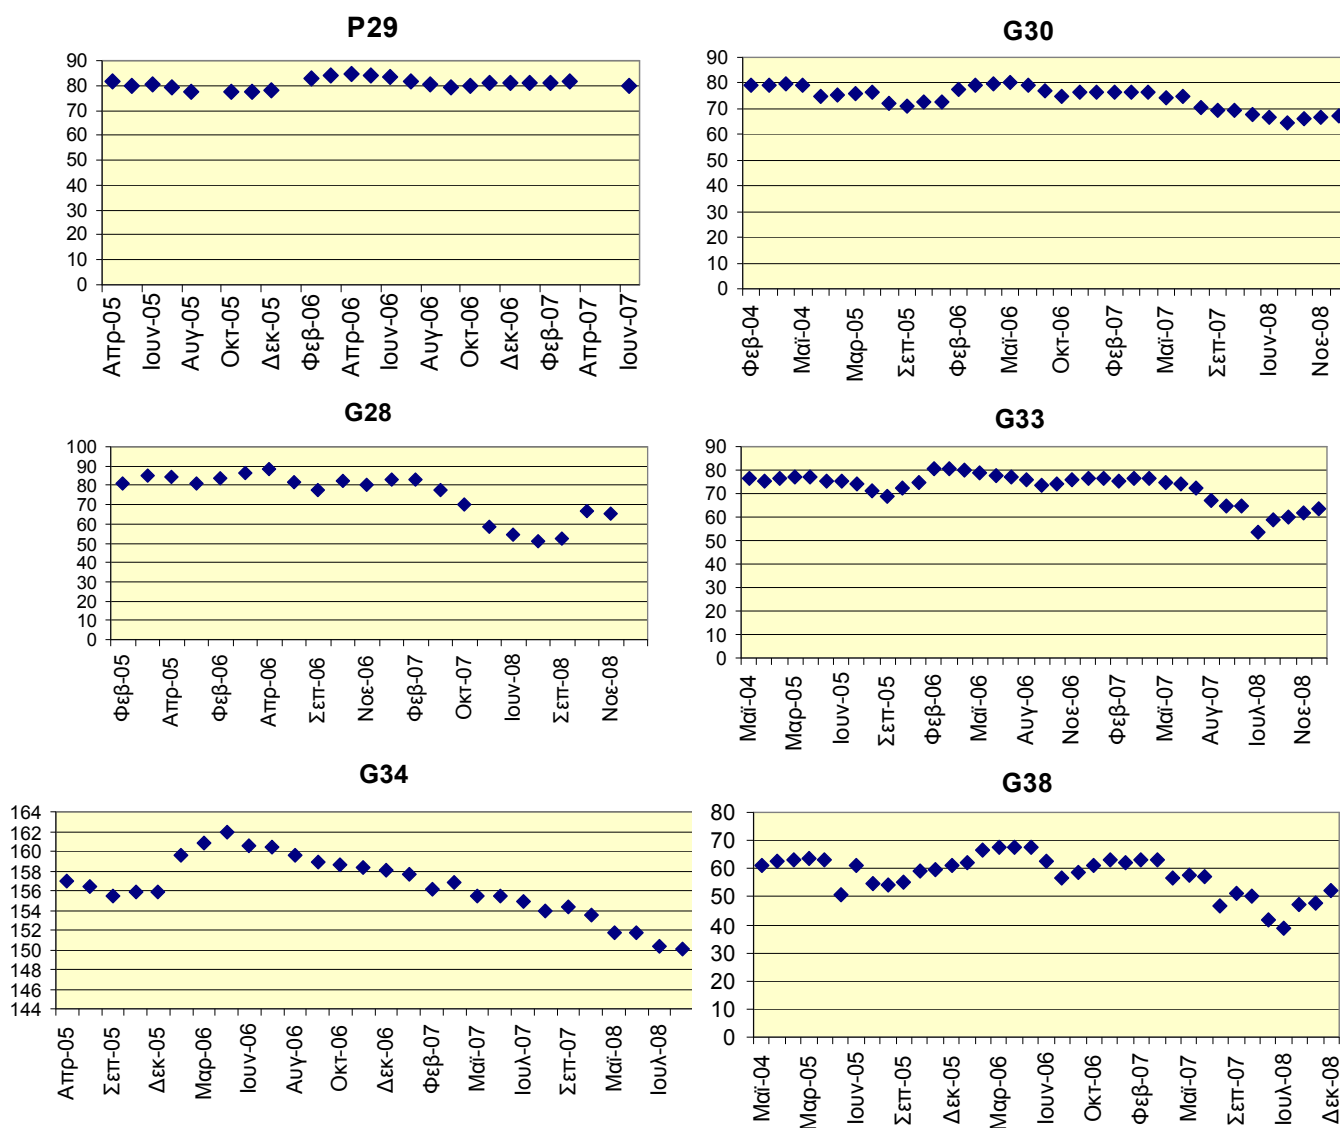 P29
90
80
70
60
50
40
30
20
10
0
Απρ-05
Ιουν-05
Αυγ-05
Οκτ-05
Δεκ-05
Φεβ-06
Απρ-06
Ιουν-06
Αυγ-06
Οκτ-06
Δεκ-06
Φεβ-07
Απρ-07
Ιουν-07
G30
90
80
70
60
50
40
30
20
10
0
Φεβ-04
Μαϊ-04
Μαρ-05
Σεπ-05
Φεβ-06
Μαϊ-06
Οκτ-06
Φεβ-07
Μαϊ-07
Σεπ-07
Ιουν-08
Νοε-08
G28
100
90
80
70
60
50
40
30
20
10
0
Φεβ-05
Απρ-05
Φεβ-06
Απρ-06
Σεπ-06
Νοε-06
Φεβ-07
Οκτ-07
Ιουν-08
Σεπ-08
Νοε-08
G33
90
80
70
60
50
40
30
20
10
0
Μαϊ-04
Μαρ-05
Ιουν-05
Σεπ-05
Φεβ-06
Μαϊ-06
Αυγ-06
Νοε-06
Φεβ-07
Μαϊ-07
Αυγ-07
Ιουλ-08
Νοε-08
G34
164
162
160
158
156
154
152
150
148
146
144
Απρ-05
Σεπ-05
Δεκ-05
Μαρ-06
Ιουν-06
Αυγ-06
Οκτ-06
Δεκ-06
Φεβ-07
Μαϊ-07
Ιουλ-07
Σεπ-07
Μαϊ-08
Ιουλ-08
G38
80
70
60
50
40
30
20
10
0
Μαϊ-04
Μαρ-05
Ιουν-05
Σεπ-05
Δεκ-05
Μαρ-06
Ιουν-06
Οκτ-06
Φεβ-07
Μαϊ-07
Σεπ-07
Ιουλ-08
Δεκ-08